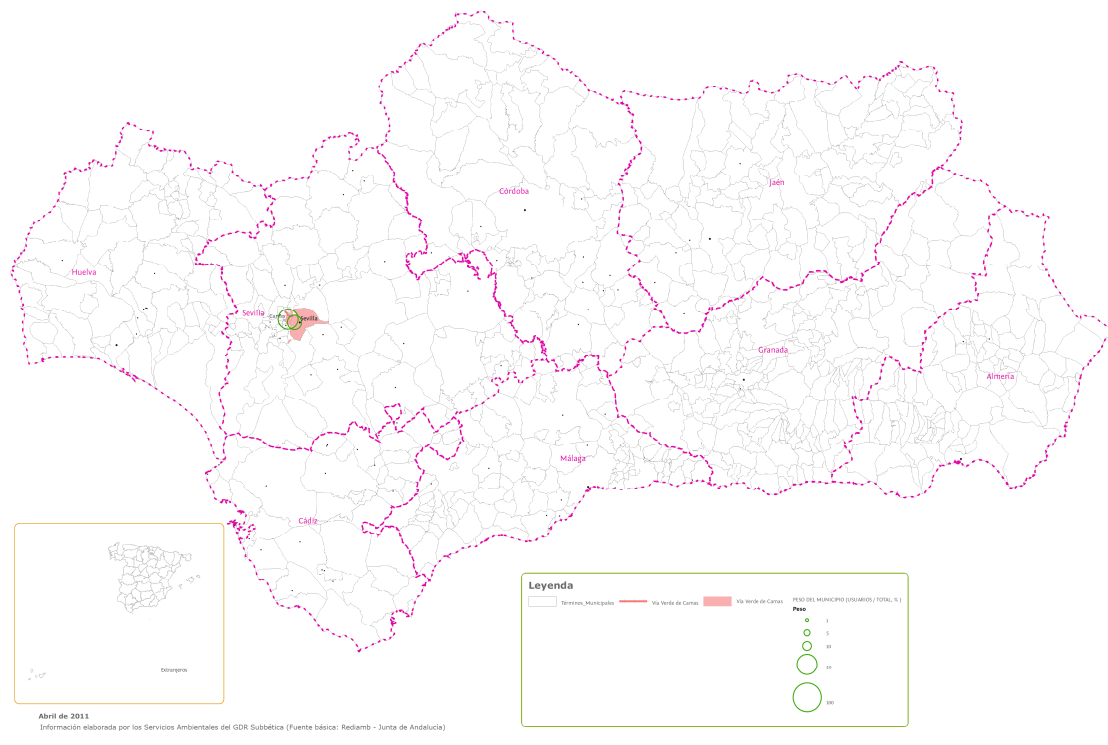 Córdoba
Jaén
Huelva
Sevilla
Camas
Sevilla
Granada
Almería
Málaga
Cádiz
Extranjeros
Leyenda
Términos_Municipales
Vía Verde de Camas
Vía Verde de Camas
PESO DEL MUNICIPIO (USUARIOS / TOTAL, % )
Peso
1
5
10
100
Abril de 2011
Información elaborada por los Servicios Ambientales del GDR Subbética (Fuente básica: Rediamb - Junta de Andalucía)